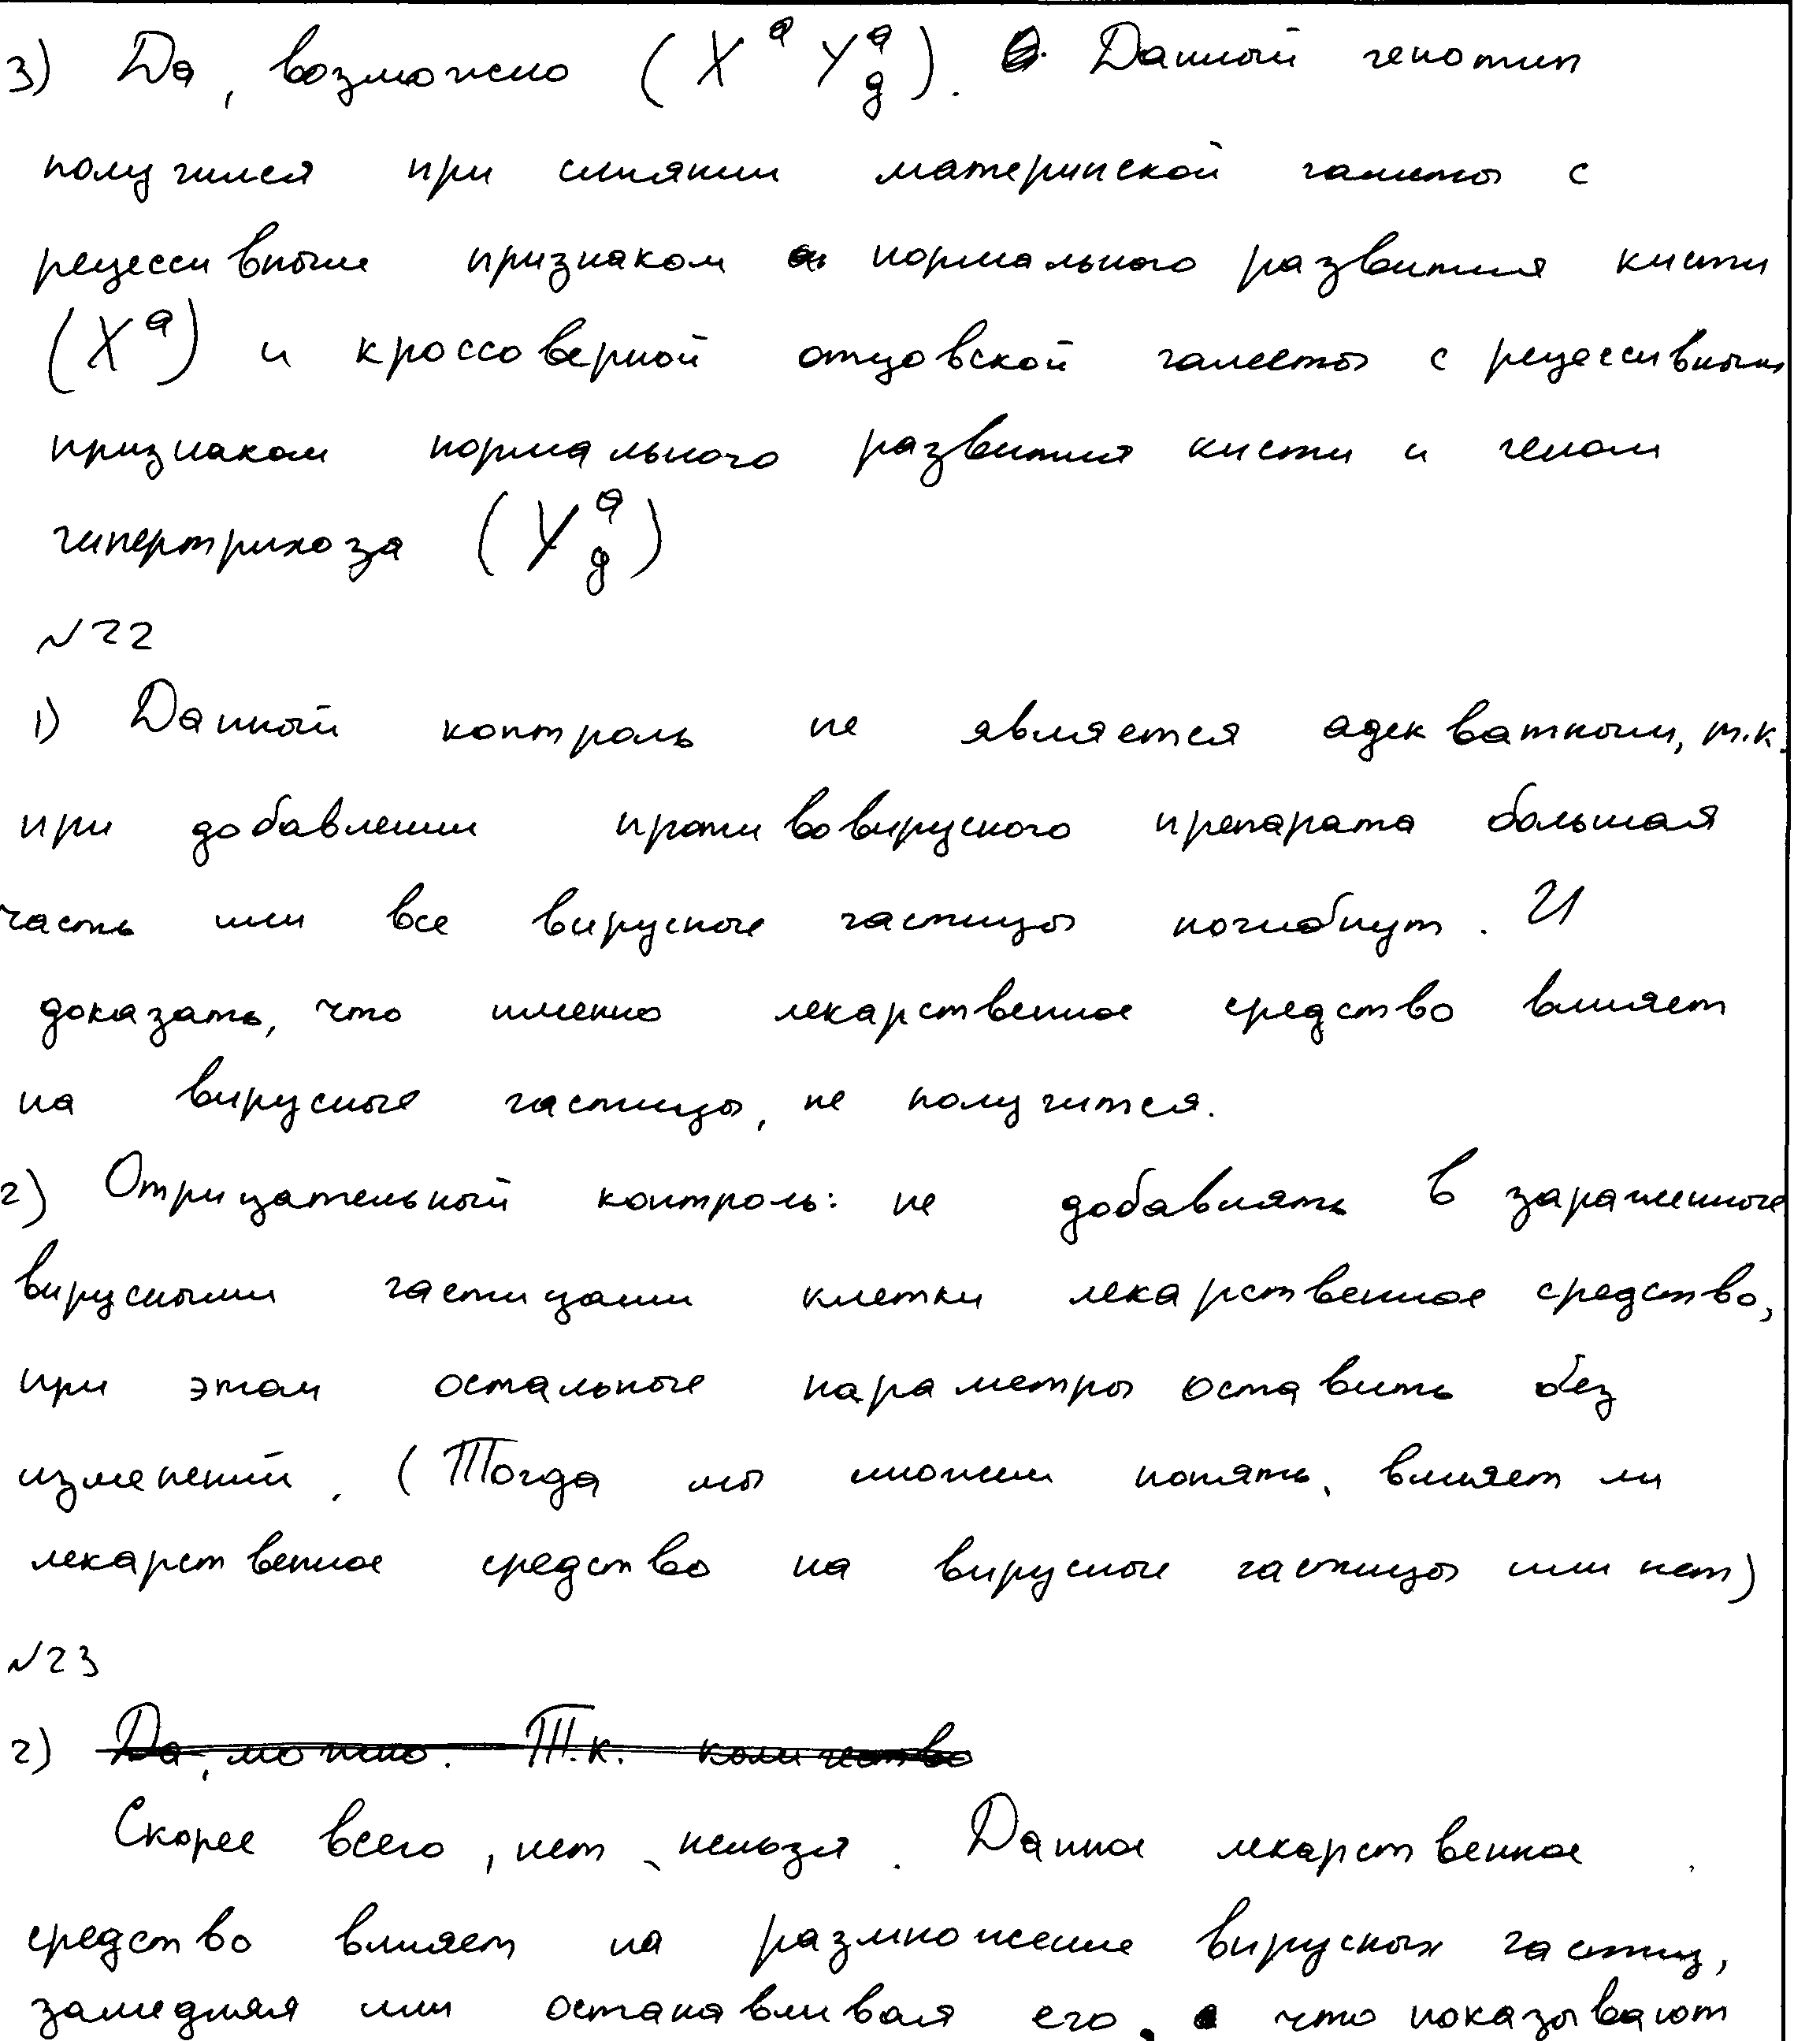 3) Да, возможно (X^a Y^a_g). Данный генотип
получился при слиянии материнской гаметы с
рецессивным признаком нормального развития кисти
(X^a) и кроссоверной отцовской гаметы с рецессивным
признаком нормального развития кисти и геном
гипертрихоза (Y^a_g)
№22
1) Данный контроль не является адекватным, т.к.
при добавлении противовирусного препарата большая
часть или все вирусные частицы погибнут. И
доказать, что именно лекарственное средство влияет
на вирусные частицы, не получится.
2) Отрицательный контроль: не добавлять в зараженные
вирусными частицами клетки лекарственное средство,
при этом остальные параметры оставить без
изменений. (Тогда мы можем понять, влияет ли
лекарственное средство на вирусные частицы или нет)
№23
2) Да, можно. Т.к. количество
Скорее всего, нет, нельзя. Данное лекарственное
средство влияет на размножение вирусных частиц,
замедляя или останавливая его, что показывают